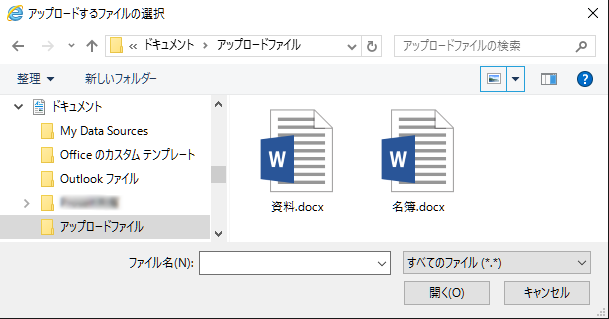 アップロードするファイルの選択
« ドキュメント > アップロードファイル
アップロードファイルの検索
整理 新しいフォルダー
ドキュメント
My Data Sources
Office のカスタム テンプレート
Outlook ファイル
アップロードファイル
W W
資料.docx 名簿.docx
ファイル名(N): すべてのファイル (*.*)
開く(O) キャンセル